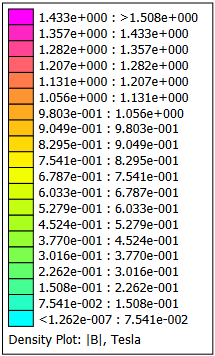 1.433e+000 : >1.508e+000
1.357e+000 : 1.433e+000
1.282e+000 : 1.357e+000
1.207e+000 : 1.282e+000
1.131e+000 : 1.207e+000
1.056e+000 : 1.131e+000
9.803e-001 : 1.056e+000
9.049e-001 : 9.803e-001
8.295e-001 : 9.049e-001
7.541e-001 : 8.295e-001
6.787e-001 : 7.541e-001
6.033e-001 : 6.787e-001
5.279e-001 : 6.033e-001
4.524e-001 : 5.279e-001
3.770e-001 : 4.524e-001
3.016e-001 : 3.770e-001
2.262e-001 : 3.016e-001
1.508e-001 : 2.262e-001
7.541e-002 : 1.508e-001
<1.262e-007 : 7.541e-002
Density Plot: |B|, Tesla